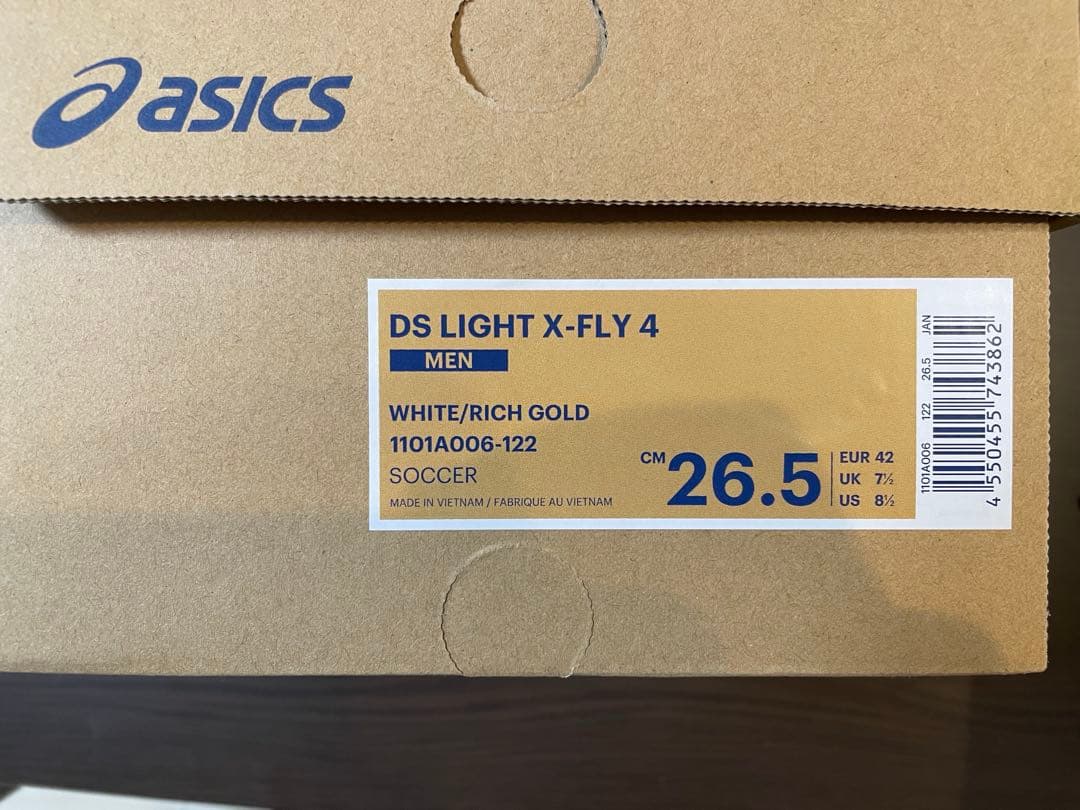 asics
DS LIGHT X-FLY 4
MEN
WHITE/RICH GOLD
1101A006-122
SOCCER
MADE IN VIETNAM / FABRIQUE AU VIETNAM
CM 26.5
EUR 42
UK 7½
US 8½
1101A006 122 26.5 JAN
4 550455 743862